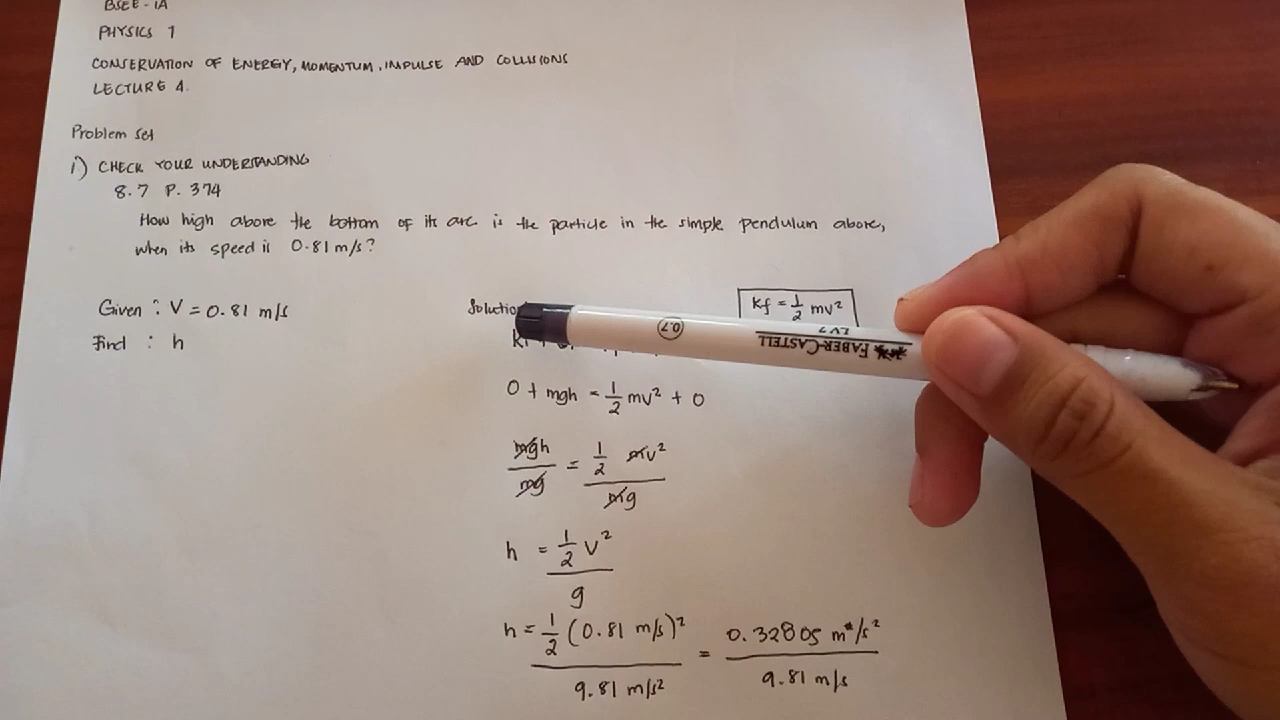 BSEE-1A
PHYSICS 1
CONSERVATION OF ENERGY, MOMENTUM, IMPULSE AND COLLISIONS
LECTURE 4.
Problem set
1) CHECK YOUR UNDERSTANDING
8.7 P. 374
How high above the bottom of its arc is the particle in the simple pendulum above,
when its speed is 0.81 m/s?
Given : V = 0.81 m/s
Find : h
Solution
Kf = 1/2 mv²
0.7
FABER-CASTELL
0 + mgh = 1/2 mv² + 0
mgh/mg = 1/2 mv²/mg
h = 1/2 v²/g
h = 1/2 (0.81 m/s)²/9.81 m/s² = 0.32805 m²/s²/9.81 m/s